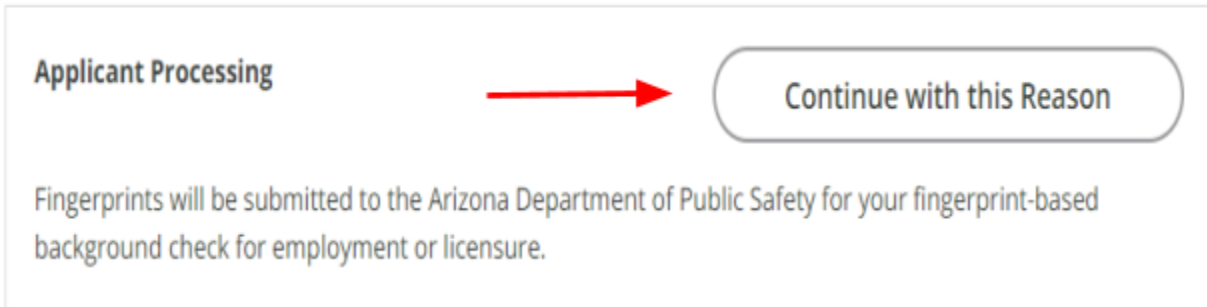 Applicant Processing
Continue with this Reason
Fingerprints will be submitted to the Arizona Department of Public Safety for your fingerprint-based
background check for employment or licensure.